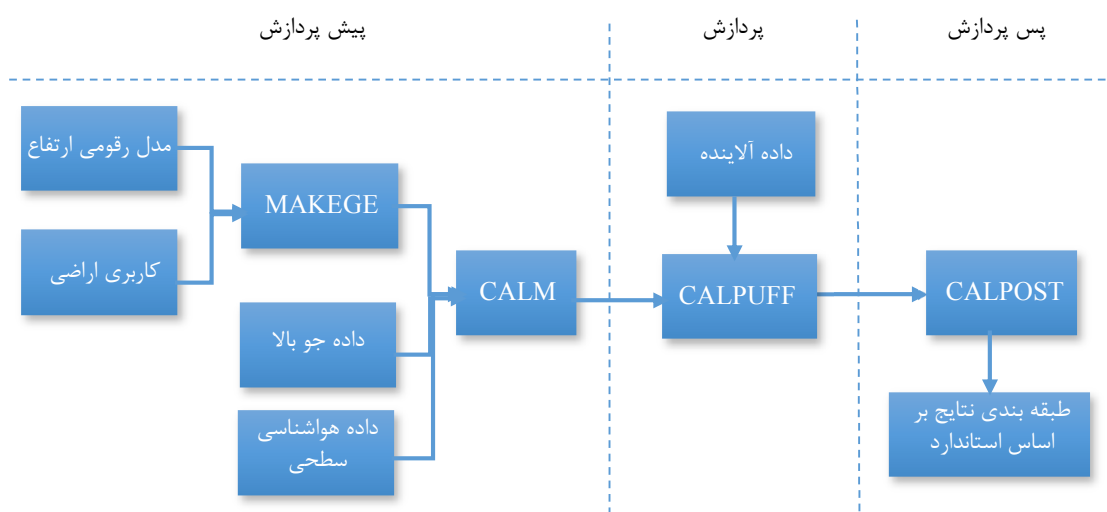 پیش پردازش
پردازش
پس پردازش
مدل رقومی ارتفاع
کاربری اراضی
MAKEGE
داده جو بالا
داده هواشناسی
سطحی
CALM
داده آلاینده
CALPUFF
CALPOST
طبقه بندی نتایج بر
اساس استاندارد